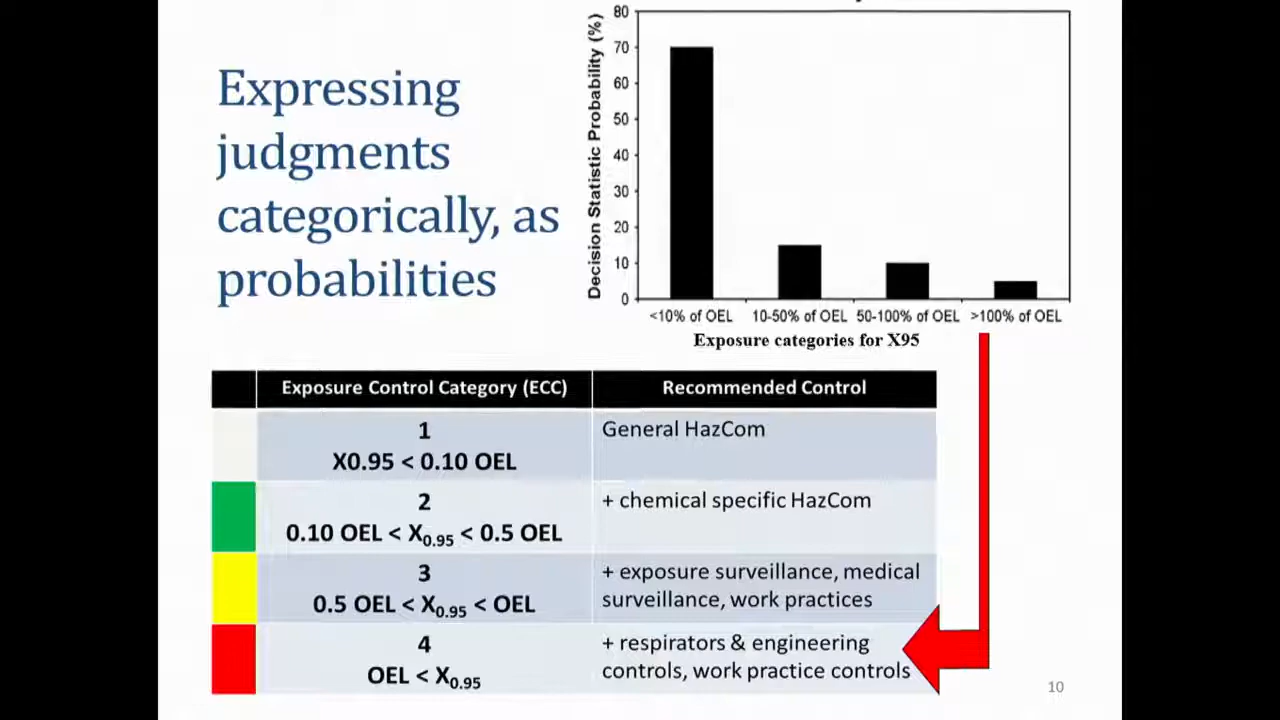 Expressing
judgments
categorically, as
probabilities
Decision Statistic Probability (%)
80
70
60
50
40
30
20
10
0
<10% of OEL 10-50% of OEL 50-100% of OEL >100% of OEL
Exposure categories for X95
Exposure Control Category (ECC) Recommended Control
1
X0.95 < 0.10 OEL
General HazCom
2
0.10 OEL < X0.95 < 0.5 OEL
+ chemical specific HazCom
3
0.5 OEL < X0.95 < OEL
+ exposure surveillance, medical
surveillance, work practices
4
OEL < X0.95
+ respirators & engineering
controls, work practice controls
10